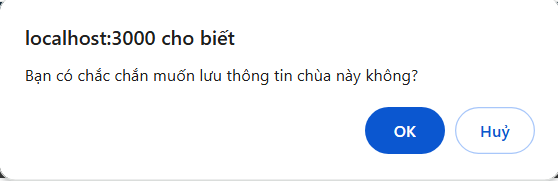 localhost:3000 cho biết
Bạn có chắc chắn muốn lưu thông tin chùa này không?
OK
Huỷ